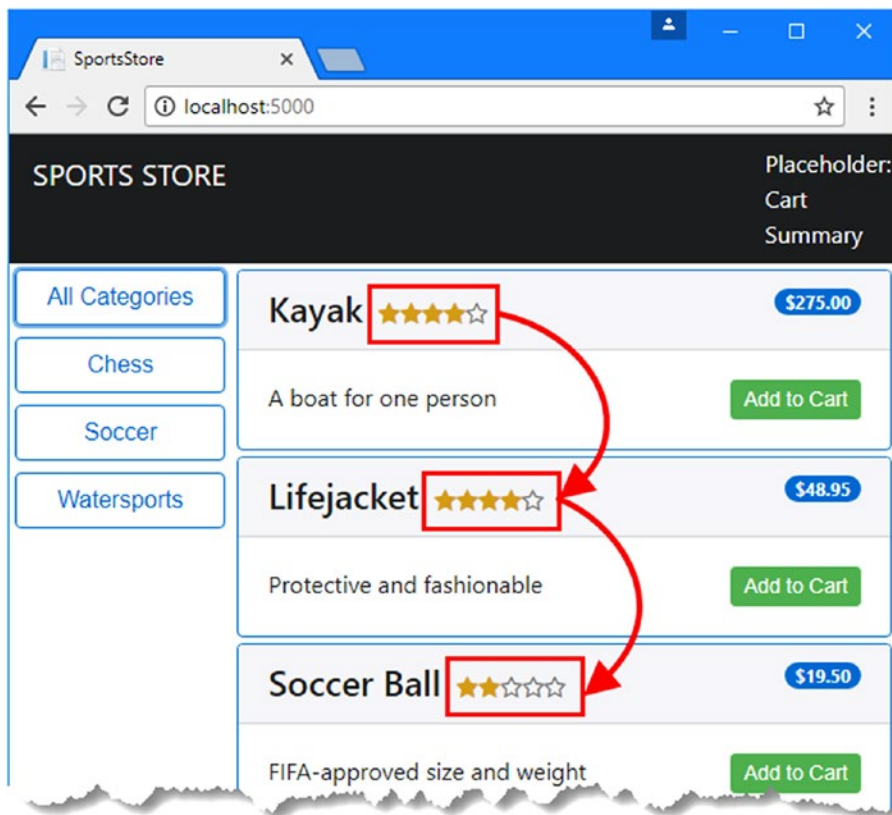 SportsStore
localhost:5000
SPORTS STORE
Placeholder:
Cart
Summary
All Categories
Chess
Soccer
Watersports
Kayak
$275.00
A boat for one person
Add to Cart
Lifejacket
$48.95
Protective and fashionable
Add to Cart
Soccer Ball
$19.50
FIFA-approved size and weight
Add to Cart